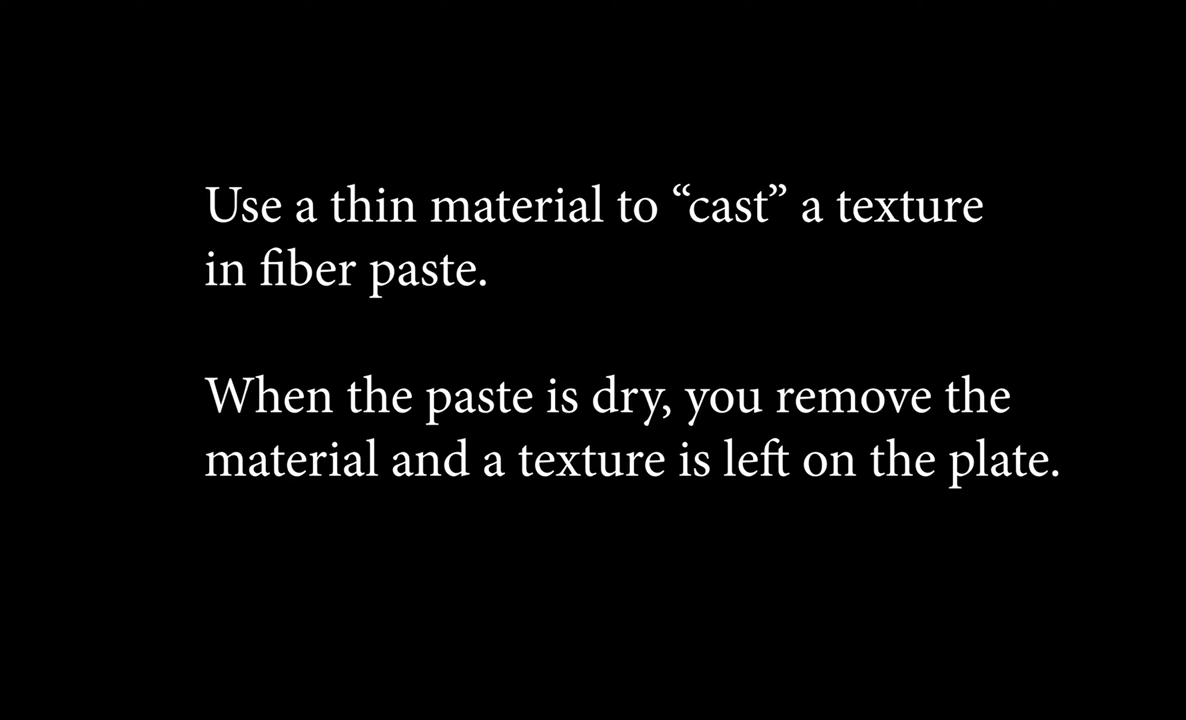 Use a thin material to “cast” a texture
in fiber paste.
When the paste is dry, you remove the
material and a texture is left on the plate.